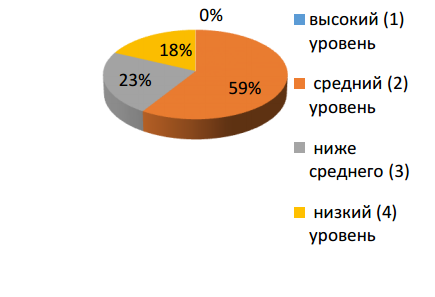 0%
18%
23%
59%
высокий (1)
уровень
средний (2)
уровень
ниже
среднего (3)
низкий (4)
уровень